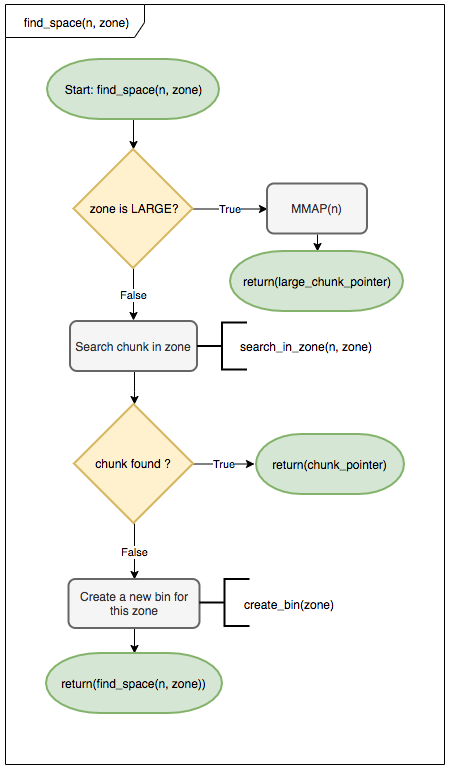 find_space(n, zone)
Start: find_space(n, zone)
zone is LARGE?
True
MMAP(n)
return(large_chunk_pointer)
False
Search chunk in zone
search_in_zone(n, zone)
chunk found ?
True
return(chunk_pointer)
False
Create a new bin for
this zone
create_bin(zone)
return(find_space(n, zone))